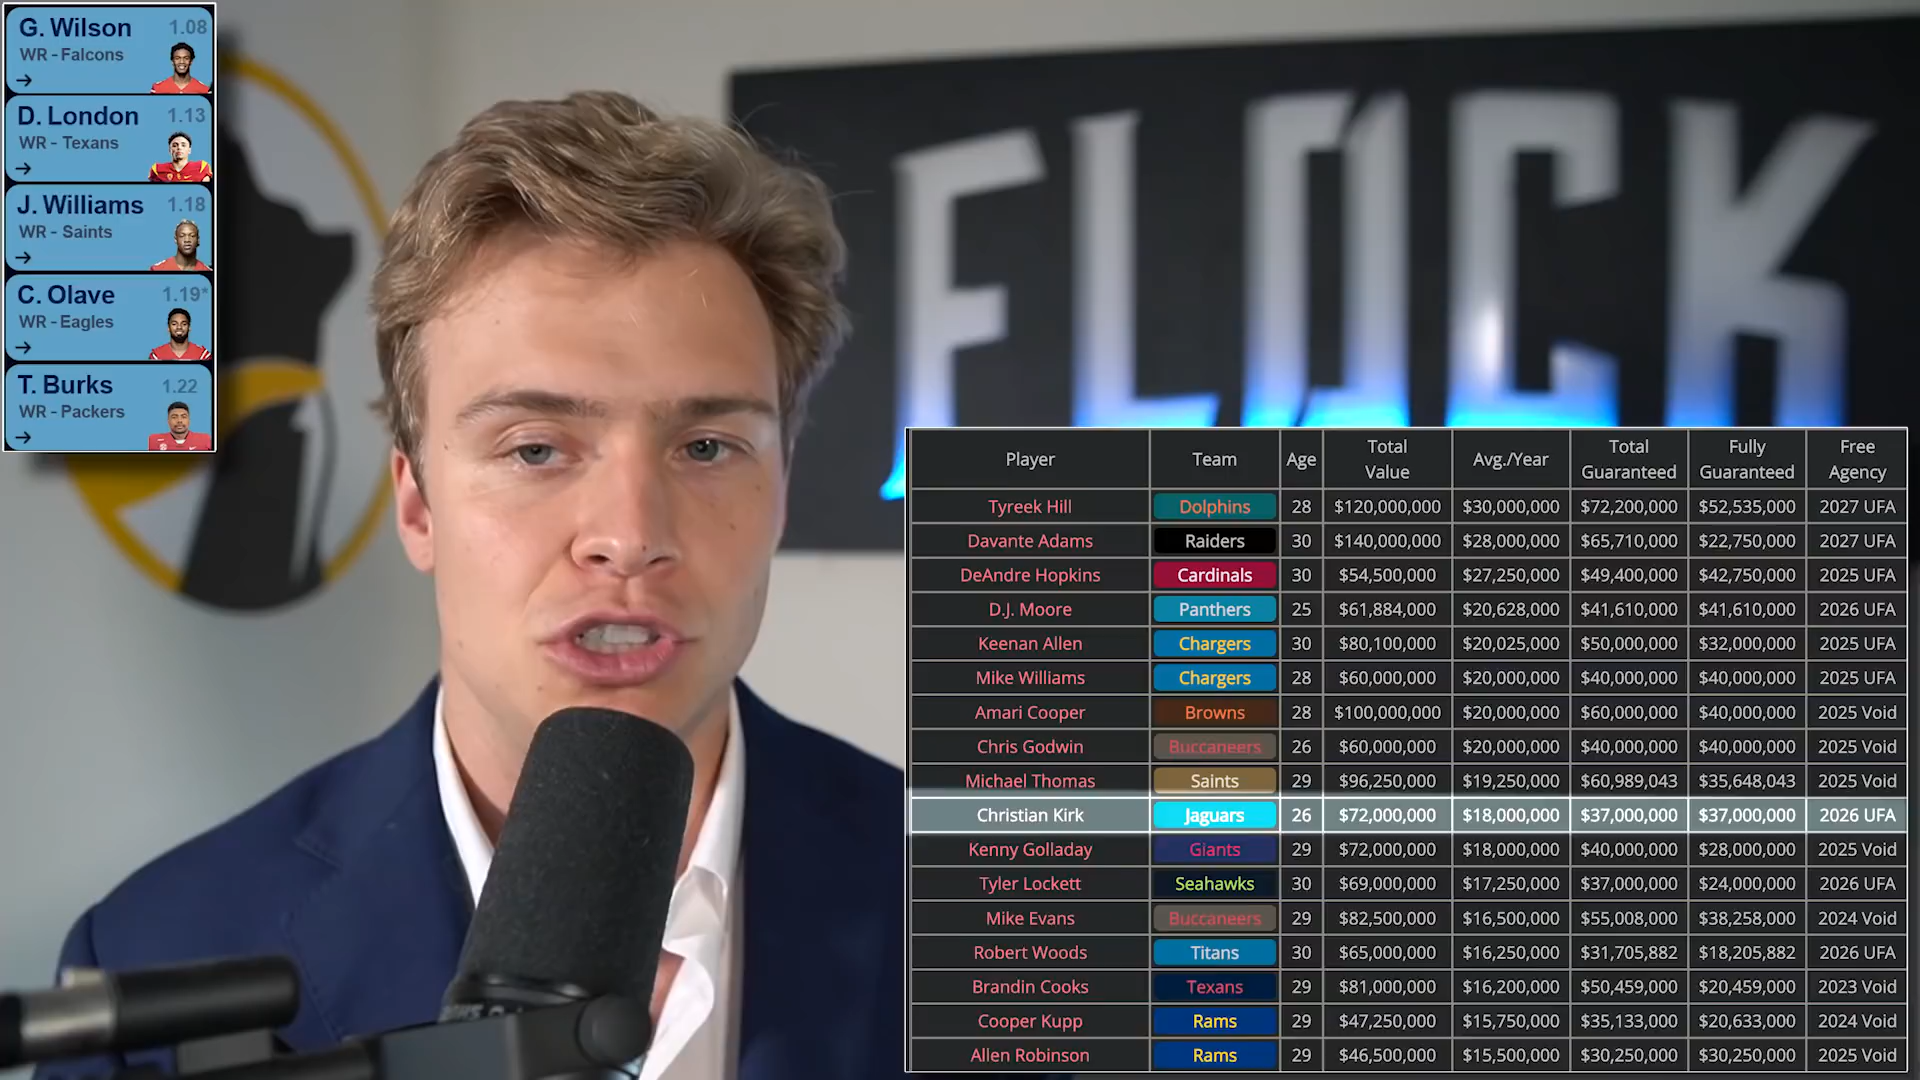 G. Wilson 1.08
WR - Falcons
→
D. London 1.13
WR - Texans
→
J. Williams 1.18
WR - Saints
→
C. Olave 1.19*
WR - Eagles
→
T. Burks 1.22
WR - Packers
→
FLOCK
Player Team Age Total Value Avg./Year Total Guaranteed Fully Guaranteed Free Agency
Tyreek Hill Dolphins 28 $120,000,000 $30,000,000 $72,200,000 $52,535,000 2027 UFA
Davante Adams Raiders 30 $140,000,000 $28,000,000 $65,710,000 $22,750,000 2027 UFA
DeAndre Hopkins Cardinals 30 $54,500,000 $27,250,000 $49,400,000 $42,750,000 2025 UFA
D.J. Moore Panthers 25 $61,884,000 $20,628,000 $41,610,000 $41,610,000 2026 UFA
Keenan Allen Chargers 30 $80,100,000 $20,025,000 $50,000,000 $32,000,000 2025 UFA
Mike Williams Chargers 28 $60,000,000 $20,000,000 $40,000,000 $40,000,000 2025 UFA
Amari Cooper Browns 28 $100,000,000 $20,000,000 $60,000,000 $40,000,000 2025 Void
Chris Godwin Buccaneers 26 $60,000,000 $20,000,000 $40,000,000 $40,000,000 2025 Void
Michael Thomas Saints 29 $96,250,000 $19,250,000 $60,989,043 $35,648,043 2025 Void
Christian Kirk Jaguars 26 $72,000,000 $18,000,000 $37,000,000 $37,000,000 2026 UFA
Kenny Golladay Giants 29 $72,000,000 $18,000,000 $40,000,000 $28,000,000 2025 Void
Tyler Lockett Seahawks 30 $69,000,000 $17,250,000 $37,000,000 $24,000,000 2026 UFA
Mike Evans Buccaneers 29 $82,500,000 $16,500,000 $55,008,000 $38,258,000 2024 Void
Robert Woods Titans 30 $65,000,000 $16,250,000 $31,705,882 $18,205,882 2026 UFA
Brandin Cooks Texans 29 $81,000,000 $16,200,000 $50,459,000 $20,459,000 2023 Void
Cooper Kupp Rams 29 $47,250,000 $15,750,000 $35,133,000 $20,633,000 2024 Void
Allen Robinson Rams 29 $46,500,000 $15,500,000 $30,250,000 $30,250,000 2025 Void